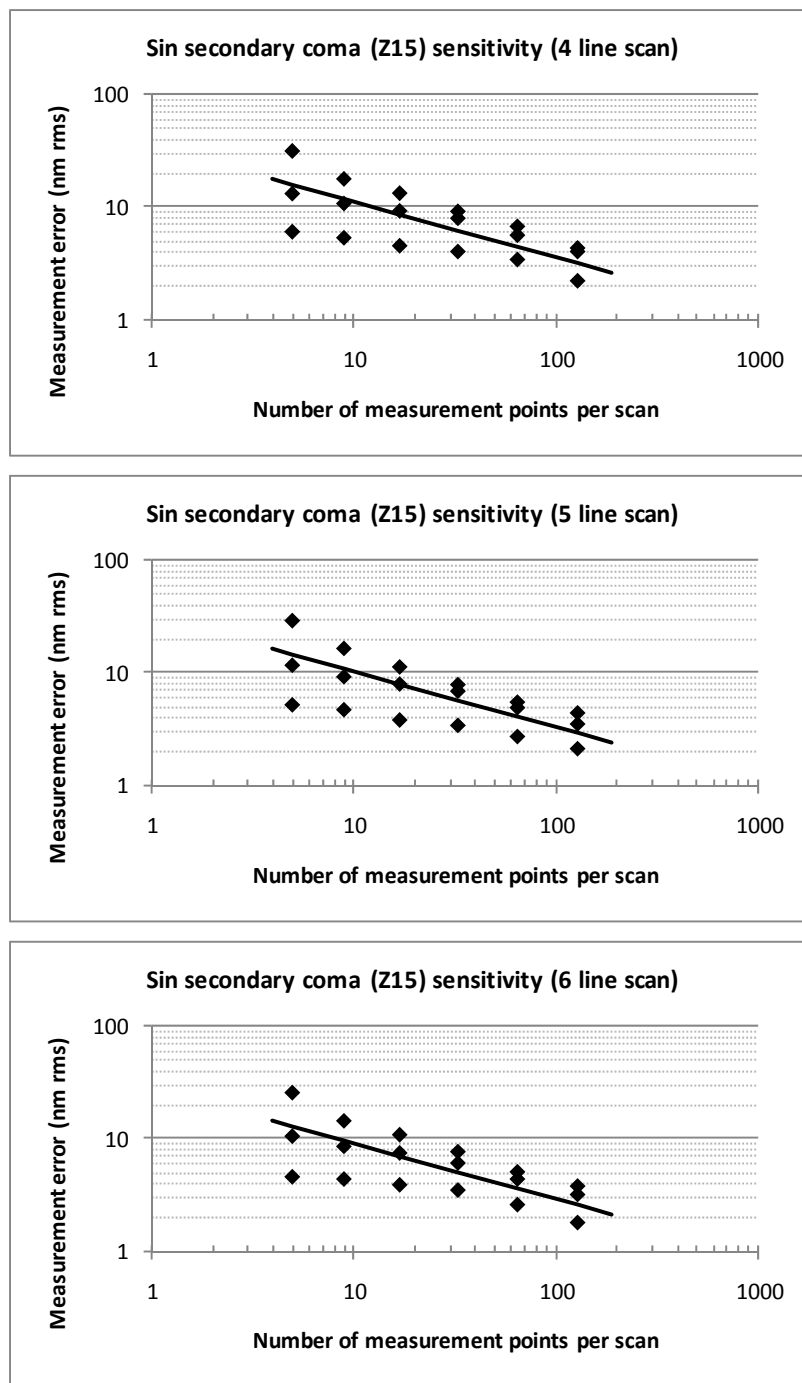 Sin secondary coma (Z15) sensitivity (4 line scan)
Measurement error (nm rms)
100
10
1
1 10 100 1000
Number of measurement points per scan
Sin secondary coma (Z15) sensitivity (5 line scan)
Measurement error (nm rms)
100
10
1
1 10 100 1000
Number of measurement points per scan
Sin secondary coma (Z15) sensitivity (6 line scan)
Measurement error (nm rms)
100
10
1
1 10 100 1000
Number of measurement points per scan